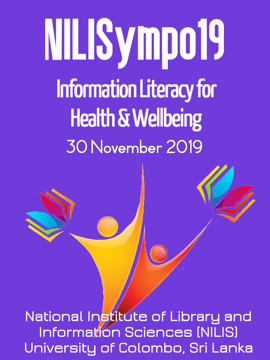 NILISympo19
Information Literacy for
Health & Wellbeing
30 November 2019
National Institute of Library and
Information Sciences (NILIS)
University of Colombo, Sri Lanka